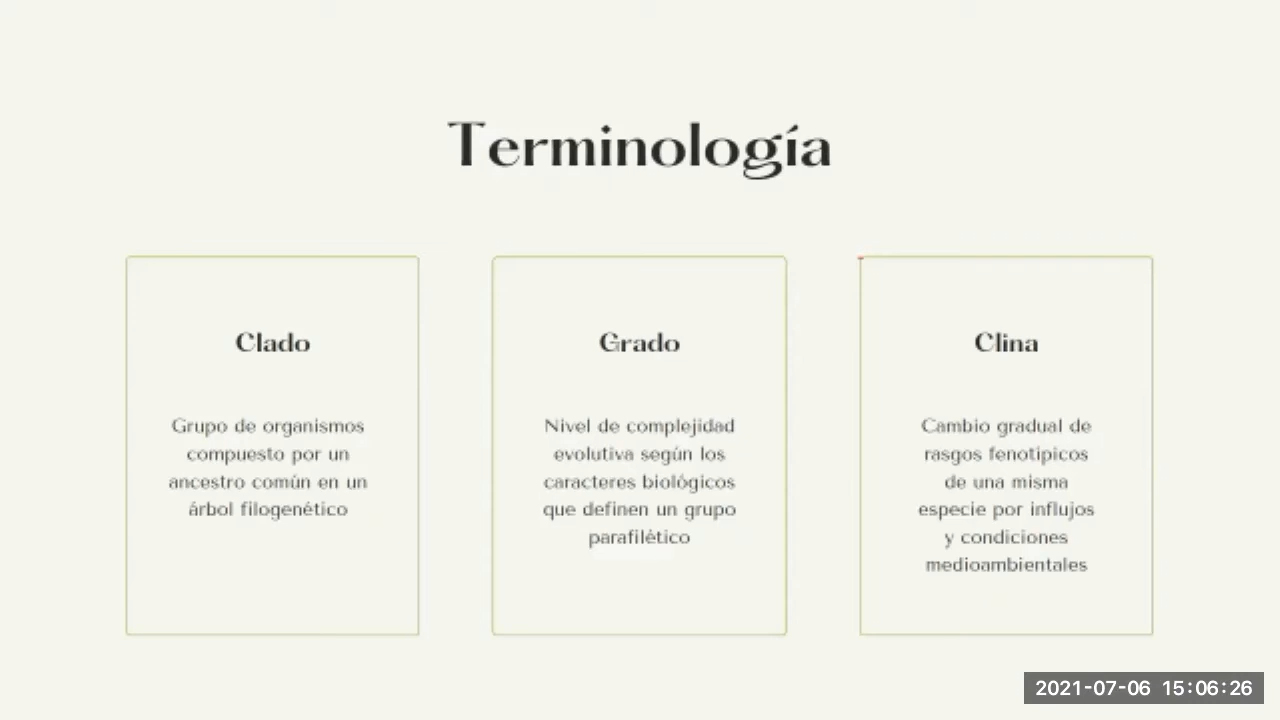 Terminología
Clado
Grupo de organismos
compuesto por un
ancestro común en un
árbol filogenético
Grado
Nivel de complejidad
evolutiva según los
caracteres biológicos
que definen un grupo
parafilético
Clina
Cambio gradual de
rasgos fenotípicos
de una misma
especie por influjos
y condiciones
medioambientales
2021-07-06 15:06:26